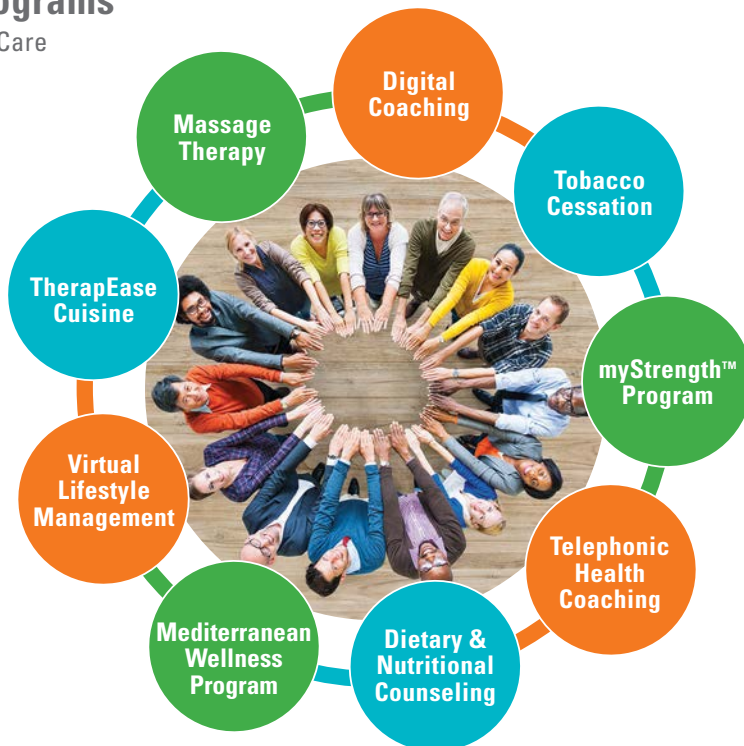 Care
Digital
Coaching
Tobacco
Cessation
myStrength™
Program
Telephonic
Health
Coaching
Dietary &
Nutritional
Counseling
Mediterranean
Wellness
Program
Virtual
Lifestyle
Management
TherapEase
Cuisine
Massage
Therapy